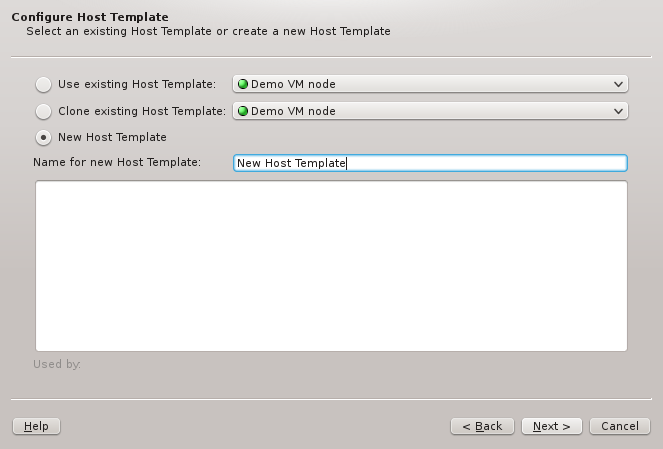 Configure Host Template
Select an existing Host Template or create a new Host Template
Use existing Host Template: Demo VM node
Clone existing Host Template: Demo VM node
New Host Template
Name for new Host Template: New Host Template
Used by:
Help < Back Next > Cancel